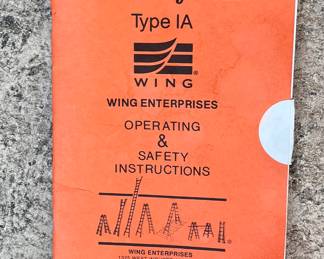 Type IA
®
WING
WING ENTERPRISES
OPERATING
&
SAFETY
INSTRUCTIONS
®
WING ENTERPRISES